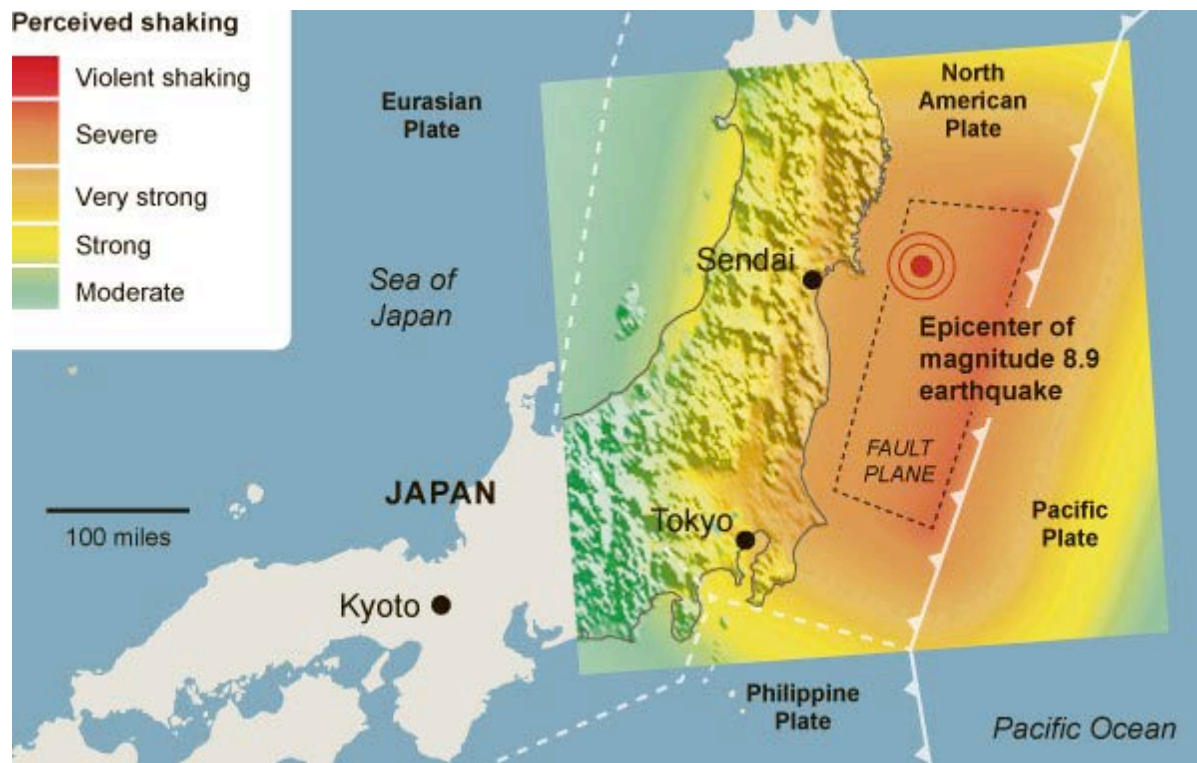 Perceived shaking
Violent shaking
Severe
Very strong
Strong
Moderate
Eurasian
Plate
North
American
Plate
Sea of
Japan
Sendai
Epicenter of
magnitude 8.9
earthquake
FAULT
PLANE
JAPAN
100 miles
Tokyo
Pacific
Plate
Kyoto
Philippine
Plate
Pacific Ocean